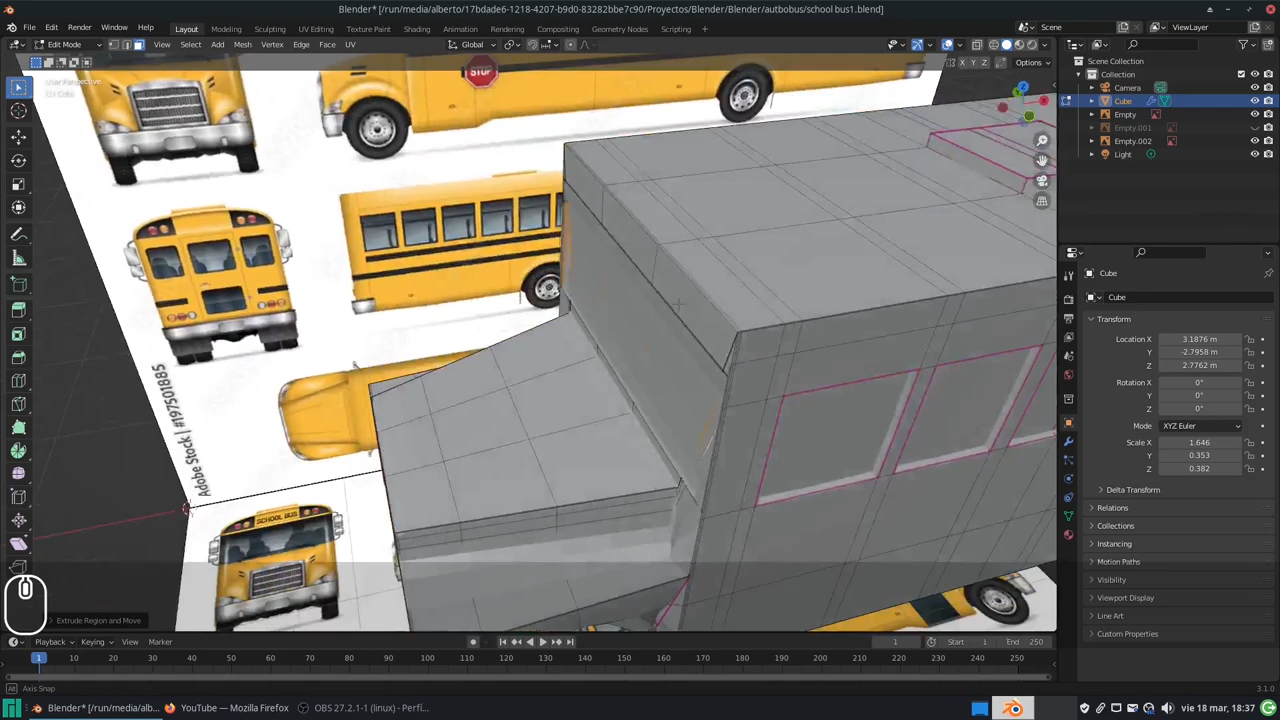 Blender* [/run/media/alberto/17bdade6-1218-4207-b9d0-83282bbe7c90/Proyectos/Blender/Blender/autbobus/school bus1.blend]
File Edit Render Window Help
Layout Modeling Sculpting UV Editing Texture Paint Shading Animation Rendering Compositing Geometry Nodes Scripting +
Scene
ViewLayer
Edit Mode
View Select Add Mesh Vertex Edge Face UV
Global
X Y Z
Options
User Perspective
(1) Cube
STOP
Adobe Stock | #197501885
SCHOOL BUS
Extrude Region and Move
Scene Collection
Collection
Camera
Cube
Empty
Empty.001
Empty.002
Light
Cube
Cube
Transform
Location X 3.1876 m
Y -2.7958 m
Z 2.7762 m
Rotation X 0°
Y 0°
Z 0°
Mode XYZ Euler
Scale X 1.646
Y 0.353
Z 0.382
Delta Transform
Relations
Collections
Instancing
Motion Paths
Visibility
Viewport Display
Line Art
Custom Properties
Playback Keying View Marker
1
Start 1
End 250
1 10 20 30 40 50 60 70 80 90 100 110 120 130 140 150 160 170 180 190 200 210 220 230 240 250
Alt Axis Snap
3.1.0
Blender* [/run/media/alb...
YouTube — Mozilla Firefox
OBS 27.2.1-1 (linux) - Perfi...
vie 18 mar, 18:37